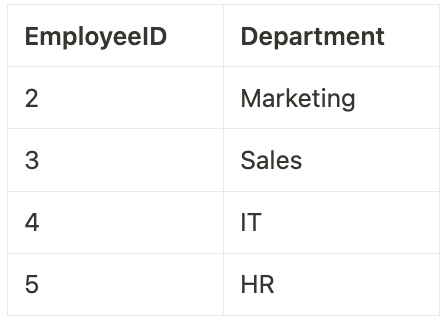 EmployeeID Department
2 Marketing
3 Sales
4 IT
5 HR